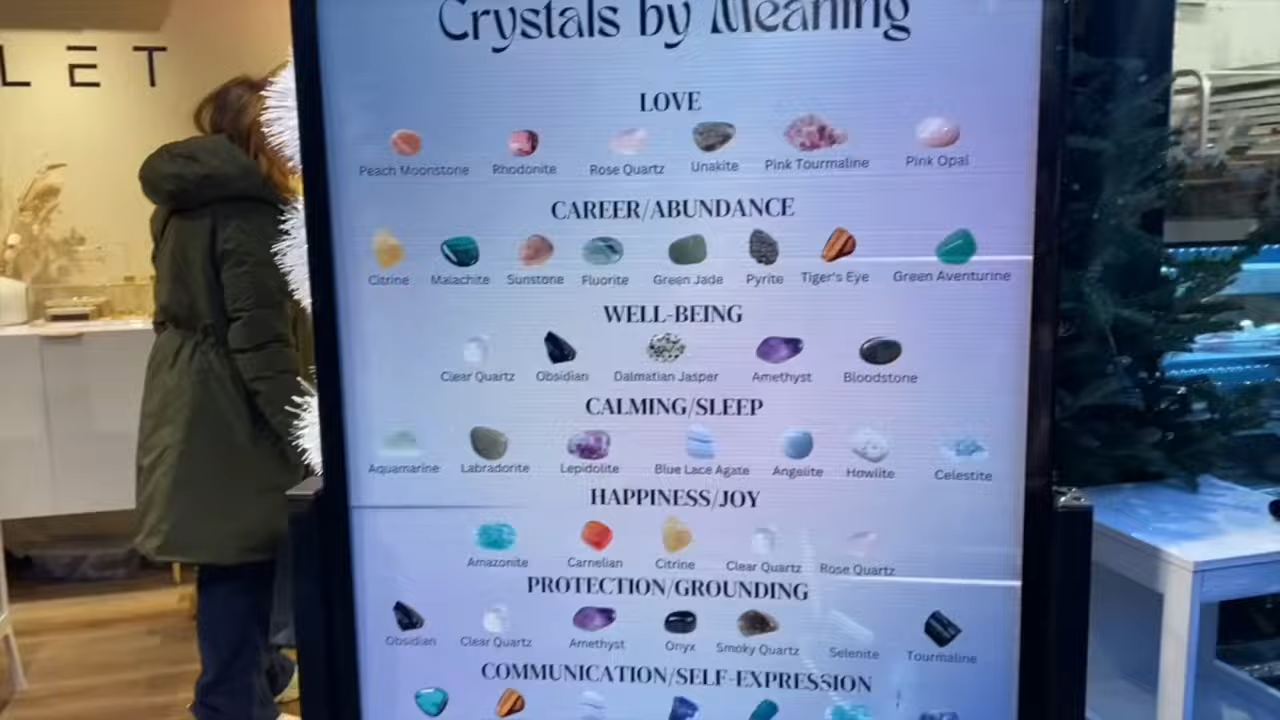 LET
Crystals by Meaning
LOVE
Peach Moonstone Rhodonite Rose Quartz Unakite Pink Tourmaline Pink Opal
CAREER/ABUNDANCE
Citrine Malachite Sunstone Fluorite Green Jade Pyrite Tiger's Eye Green Aventurine
WELL-BEING
Clear Quartz Obsidian Dalmatian Jasper Amethyst Bloodstone
CALMING/SLEEP
Aquamarine Labradorite Lepidolite Blue Lace Agate Angelite Howlite Celestite
HAPPINESS/JOY
Amazonite Carnelian Citrine Clear Quartz Rose Quartz
PROTECTION/GROUNDING
Obsidian Clear Quartz Amethyst Onyx Smoky Quartz Selenite Tourmaline
COMMUNICATION/SELF-EXPRESSION